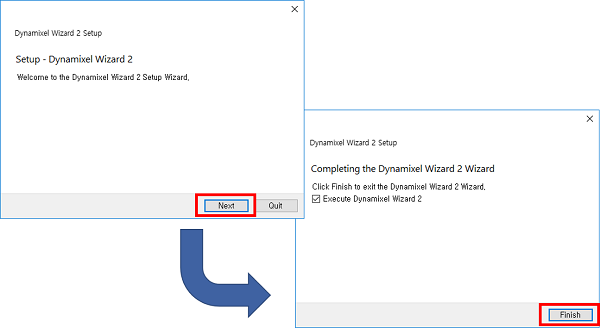 Dynamixel Wizard 2 Setup
Setup - Dynamixel Wizard 2
Welcome to the Dynamixel Wizard 2 Setup Wizard.
Next
Quit
Dynamixel Wizard 2 Setup
Completing the Dynamixel Wizard 2 Wizard
Click Finish to exit the Dynamixel Wizard 2 Wizard.
Execute Dynamixel Wizard 2
Finish